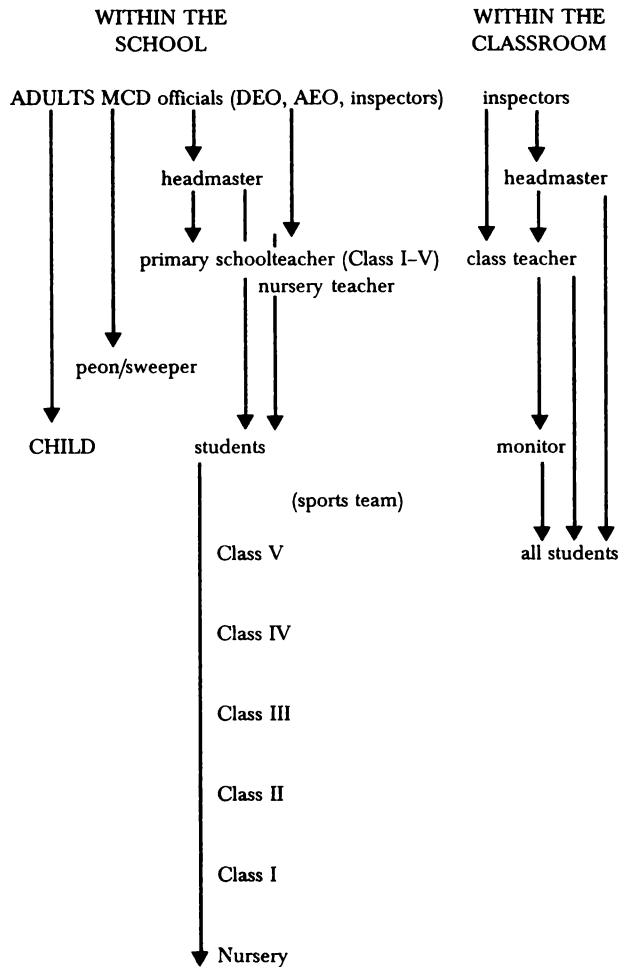 WITHIN THE
SCHOOL
WITHIN THE
CLASSROOM
ADULTS MCD officials (DEO, AEO, inspectors)
inspectors
headmaster
headmaster
primary schoolteacher (Class I–V)
class teacher
nursery teacher
peon/sweeper
CHILD
students
monitor
(sports team)
Class V
all students
Class IV
Class III
Class II
Class I
Nursery